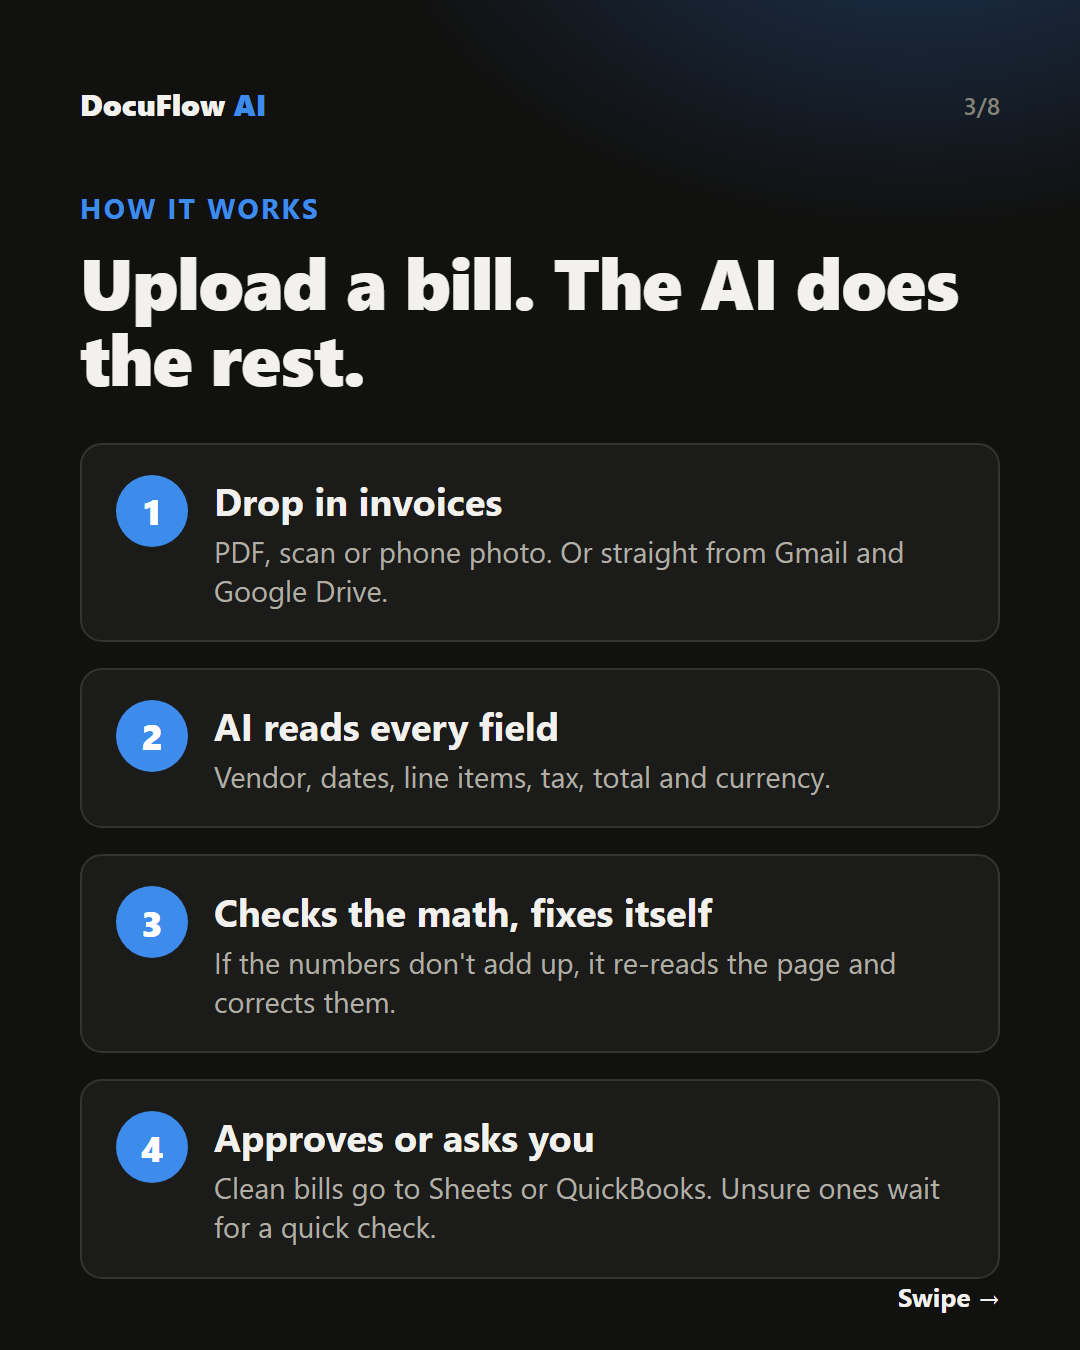 DocuFlow AI
3/8
HOW IT WORKS
Upload a bill. The AI does
the rest.
1
Drop in invoices
PDF, scan or phone photo. Or straight from Gmail and
Google Drive.
2
AI reads every field
Vendor, dates, line items, tax, total and currency.
3
Checks the math, fixes itself
If the numbers don't add up, it re-reads the page and
corrects them.
4
Approves or asks you
Clean bills go to Sheets or QuickBooks. Unsure ones wait
for a quick check.
Swipe →